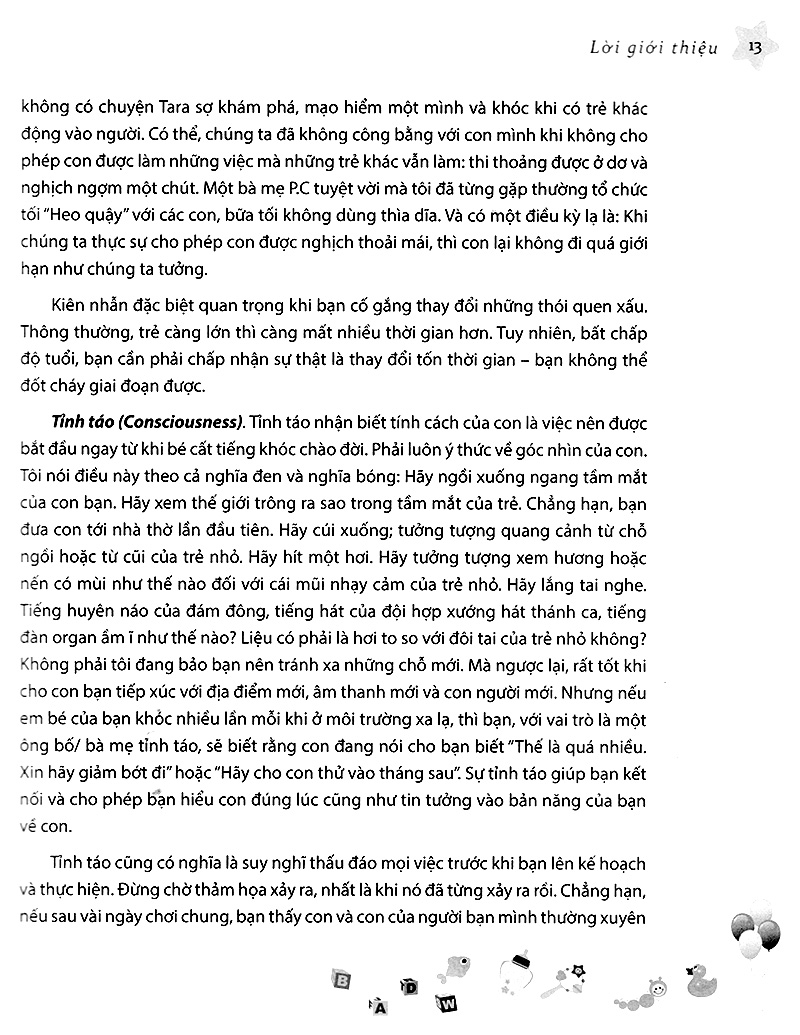 Lời giới thiệu 13
không có chuyện Tara sợ khám phá, mạo hiểm một mình và khóc khi có trẻ khác
động vào người. Có thể, chúng ta đã không công bằng với con mình khi không cho
phép con được làm những việc mà những trẻ khác vẫn làm: thi thoảng được ở dơ và
nghịch ngợm một chút. Một bà mẹ P.C tuyệt vời mà tôi đã từng gặp thường tổ chức
tối "Heo quậy" với các con, bữa tối không dùng thìa dĩa. Và có một điều kỳ lạ là: Khi
chúng ta thực sự cho phép con được nghịch thoải mái, thì con lại không đi quá giới
hạn như chúng ta tưởng.
Kiên nhẫn đặc biệt quan trọng khi bạn cố gắng thay đổi những thói quen xấu.
Thông thường, trẻ càng lớn thì càng mất nhiều thời gian hơn. Tuy nhiên, bất chấp
độ tuổi, bạn cần phải chấp nhận sự thật là thay đổi tốn thời gian – bạn không thể
đốt cháy giai đoạn được.
Tỉnh táo (Consciousness). Tỉnh táo nhận biết tính cách của con là việc nên được
bắt đầu ngay từ khi bé cất tiếng khóc chào đời. Phải luôn ý thức về góc nhìn của con.
Tôi nói điều này theo cả nghĩa đen và nghĩa bóng: Hãy ngồi xuống ngang tầm mắt
của con bạn. Hãy xem thế giới trông ra sao trong tầm mắt của trẻ. Chẳng hạn, bạn
đưa con tới nhà thờ lần đầu tiên. Hãy cúi xuống; tưởng tượng quang cảnh từ chỗ
ngồi hoặc từ cũi của trẻ nhỏ. Hãy hít một hơi. Hãy tưởng tượng xem hương hoặc
nến có mùi như thế nào đối với cái mũi nhạy cảm của trẻ nhỏ. Hãy lắng tai nghe.
Tiếng huyên náo của đám đông, tiếng hát của đội hợp xướng hát thánh ca, tiếng
đàn organ ầm ĩ như thế nào? Liệu có phải là hơi to so với đôi tai của trẻ nhỏ không?
Không phải tôi đang bảo bạn nên tránh xa những chỗ mới. Mà ngược lại, rất tốt khi
cho con bạn tiếp xúc với địa điểm mới, âm thanh mới và con người mới. Nhưng nếu
em bé của bạn khóc nhiều lần mỗi khi ở môi trường xa lạ, thì bạn, với vai trò là một
ông bố/ bà mẹ tỉnh táo, sẽ biết rằng con đang nói cho bạn biết "Thế là quá nhiều.
Xin hãy giảm bớt đi" hoặc "Hãy cho con thử vào tháng sau". Sự tỉnh táo giúp bạn kết
nối và cho phép bạn hiểu con đúng lúc cũng như tin tưởng vào bản năng của bạn
về con.
Tỉnh táo cũng có nghĩa là suy nghĩ thấu đáo mọi việc trước khi bạn lên kế hoạch
và thực hiện. Đừng chờ thảm họa xảy ra, nhất là khi nó đã từng xảy ra rồi. Chẳng hạn,
nếu sau vài ngày chơi chung, bạn thấy con và con của người bạn mình thường xuyên
B A D W